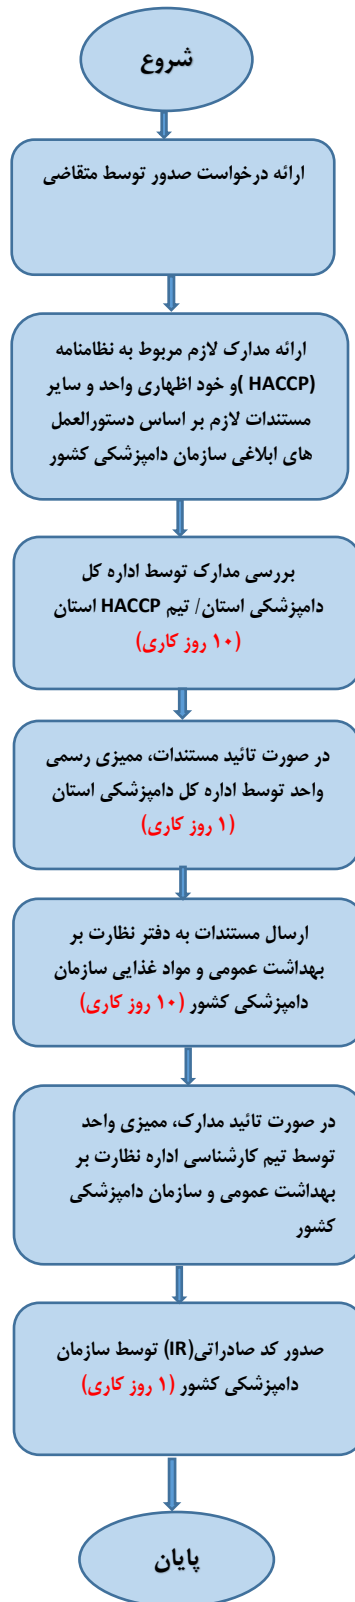 شروع
ارائه درخواست صدور توسط متقاضی
ارائه مدارک لازم مربوط به نظامنامه
(HACCP )و خود اظهاری واحد و سایر
مستندات لازم بر اساس دستورالعمل
های ابلاغی سازمان دامپزشکی کشور
بررسی مدارک توسط اداره کل
دامپزشکی استان/ تیم HACCP استان
(۱۰ روز کاری)
در صورت تائید مستندات، ممیزی رسمی
واحد توسط اداره کل دامپزشکی استان
(۱ روز کاری)
ارسال مستندات به دفتر نظارت بر
بهداشت عمومی و مواد غذایی سازمان
دامپزشکی کشور (۱۰ روز کاری)
در صورت تائید مدارک، ممیزی واحد
توسط تیم کارشناسی اداره نظارت بر
بهداشت عمومی و سازمان دامپزشکی
کشور
صدور کد صادراتی(IR) توسط سازمان
دامپزشکی کشور (۱ روز کاری)
پایان